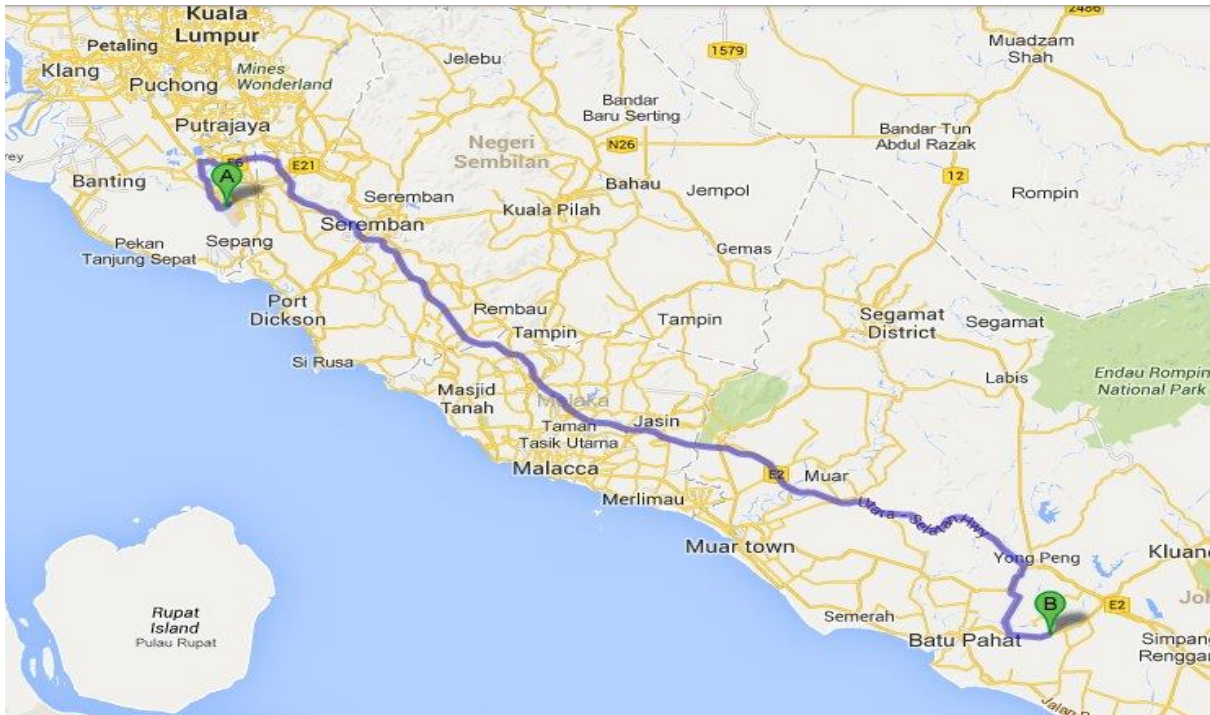 Kuala
Lumpur
2486
Petaling
Klang
Puchong
Mines
Wonderland
Jelebu
1579
Muadzam
Shah
Bandar
Baru Serting
Putrajaya
Negeri
Sembilan
N26
Bandar Tun
Abdul Razak
rey
E6
E21
A
Banting
Seremban
Bahau
Jempol
12
Rompin
Seremban
Kuala Pilah
Pekan
Tanjung Sepat
Sepang
Gemas
Port
Dickson
Rembau
Tampin
Tampin
Segamat
District
Segamat
Si Rusa
Endau Rompin
National Park
Labis
Masjid
Tanah
Melaka
Taman
Tasik Utama
Jasin
Malacca
E2
Muar
Merlimau
Utara - Selatan Hwy
Muar town
Yong Peng
Kluang
B
E2
Joh
Rupat
Island
Pulau Rupat
Semerah
Batu Pahat
Simpang
Renggam